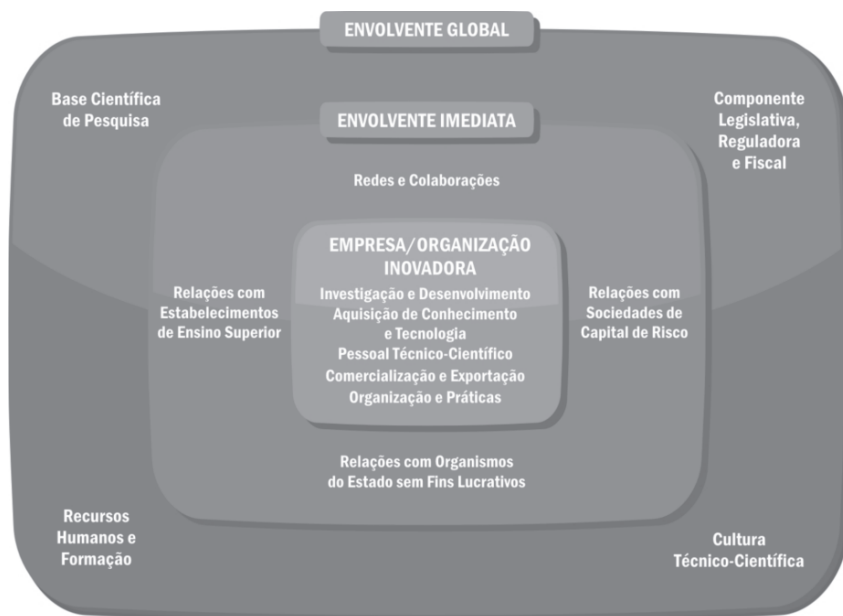 ENVOLVENTE GLOBAL
Base Científica
de Pesquisa
Componente
Legislativa,
Reguladora
e Fiscal
ENVOLVENTE IMEDIATA
Redes e Colaborações
EMPRESA/ORGANIZAÇÃO
INOVADORA
Investigação e Desenvolvimento
Aquisição de Conhecimento
e Tecnologia
Pessoal Técnico-Científico
Comercialização e Exportação
Organização e Práticas
Relações com
Estabelecimentos
de Ensino Superior
Relações com
Sociedades de
Capital de Risco
Relações com Organismos
do Estado sem Fins Lucrativos
Recursos
Humanos e
Formação
Cultura
Técnico-Científica